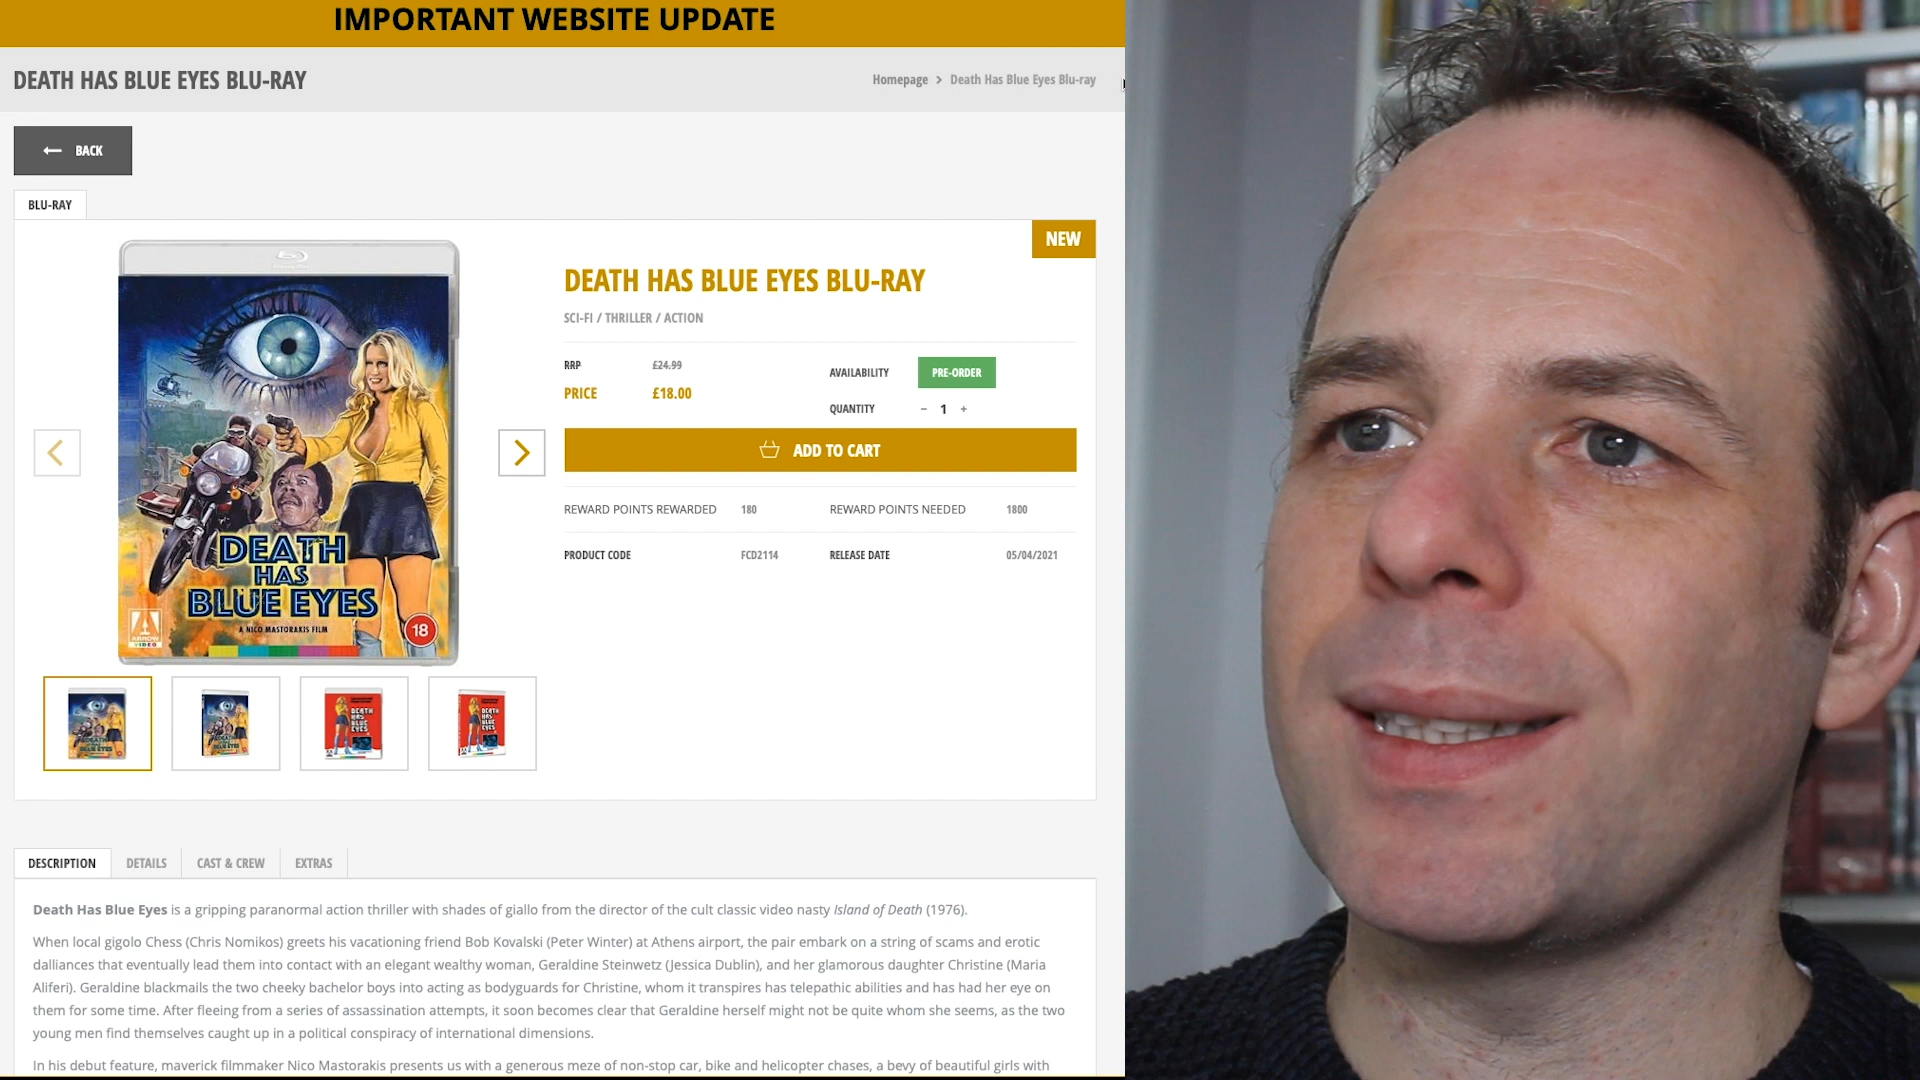 IMPORTANT WEBSITE UPDATE
DEATH HAS BLUE EYES BLU-RAY
Homepage > Death Has Blue Eyes Blu-ray
BACK
BLU-RAY
NEW
DEATH HAS BLUE EYES BLU-RAY
SCI-FI / THRILLER / ACTION
RRP £24.99
PRICE £18.00
AVAILABILITY PRE-ORDER
QUANTITY - 1 +
ADD TO CART
REWARD POINTS REWARDED 180 REWARD POINTS NEEDED 1800
PRODUCT CODE FCD2114 RELEASE DATE 05/04/2021
DEATH
HAS
BLUE EYES
A NICO MASTORAKIS FILM
ARROW
VIDEO
18
DEATH
HAS
BLUE
EYES
DEATH
HAS
BLUE
EYES
DESCRIPTION DETAILS CAST & CREW EXTRAS
Death Has Blue Eyes is a gripping paranormal action thriller with shades of giallo from the director of the cult classic video nasty Island of Death (1976).
When local gigolo Chess (Chris Nomikos) greets his vacationing friend Bob Kovalski (Peter Winter) at Athens airport, the pair embark on a string of scams and erotic
dalliances that eventually lead them into contact with an elegant wealthy woman, Geraldine Steinwetz (Jessica Dublin), and her glamorous daughter Christine (Maria
Aliferi). Geraldine blackmails the two cheeky bachelor boys into acting as bodyguards for Christine, whom it transpires has telepathic abilities and has had her eye on
them for some time. After fleeing from a series of assassination attempts, it soon becomes clear that Geraldine herself might not be quite whom she seems, as the two
young men find themselves caught up in a political conspiracy of international dimensions.
In his debut feature, maverick filmmaker Nico Mastorakis presents us with a generous meze of non-stop car, bike and helicopter chases, a bevy of beautiful girls with